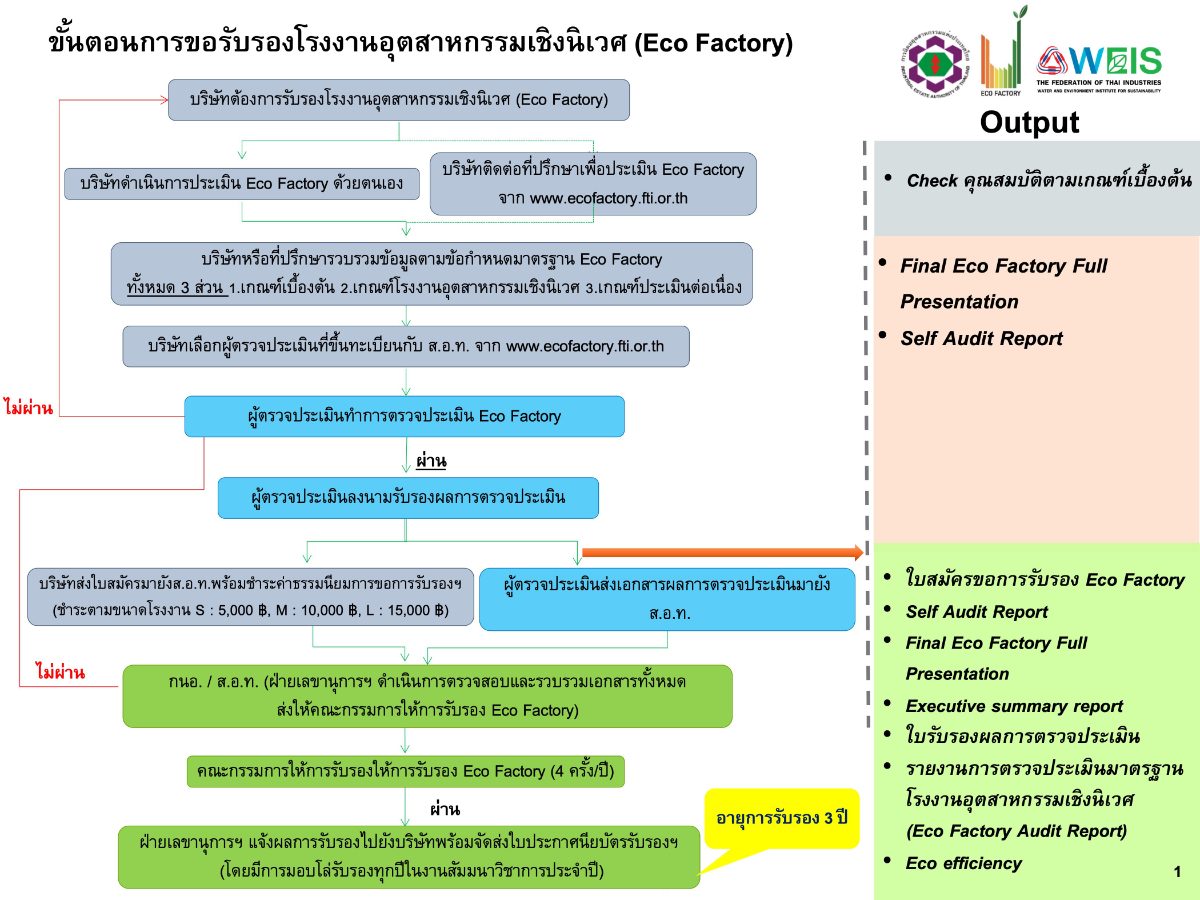 ขั้นตอนการขอรับรองโรงงานอุตสาหกรรมเชิงนิเวศ (Eco Factory)
ECO FACTORY
WEIS
THE FEDERATION OF THAI INDUSTRIES
WATER AND ENVIRONMENT INSTITUTE FOR SUSTAINABILITY
บริษัทต้องการรับรองโรงงานอุตสาหกรรมเชิงนิเวศ (Eco Factory)
บริษัทดำเนินการประเมิน Eco Factory ด้วยตนเอง
บริษัทติดต่อที่ปรึกษาเพื่อประเมิน Eco Factory
จาก www.ecofactory.fti.or.th
บริษัทหรือที่ปรึกษารวบรวมข้อมูลตามข้อกำหนดมาตรฐาน Eco Factory
ทั้งหมด 3 ส่วน 1.เกณฑ์เบื้องต้น 2.เกณฑ์โรงงานอุตสาหกรรมเชิงนิเวศ 3.เกณฑ์ประเมินต่อเนื่อง
บริษัทเลือกผู้ตรวจประเมินที่ขึ้นทะเบียนกับ ส.อ.ท. จาก www.ecofactory.fti.or.th
ไม่ผ่าน
ผู้ตรวจประเมินทำการตรวจประเมิน Eco Factory
ผ่าน
ผู้ตรวจประเมินลงนามรับรองผลการตรวจประเมิน
บริษัทส่งใบสมัครมายังส.อ.ท.พร้อมชำระค่าธรรมนียมการขอการรับรองฯ
(ชำระตามขนาดโรงงาน S : 5,000 ฿, M : 10,000 ฿, L : 15,000 ฿)
ผู้ตรวจประเมินส่งเอกสารผลการตรวจประเมินมายัง
ส.อ.ท.
ไม่ผ่าน
กนอ. / ส.อ.ท. (ฝ่ายเลขานุการฯ ดำเนินการตรวจสอบและรวบรวมเอกสารทั้งหมด
ส่งให้คณะกรรมการให้การรับรอง Eco Factory)
คณะกรรมการให้การรับรองให้การรับรอง Eco Factory (4 ครั้ง/ปี)
ผ่าน
ฝ่ายเลขานุการฯ แจ้งผลการรับรองไปยังบริษัทพร้อมจัดส่งใบประกาศนียบัตรรับรองฯ
(โดยมีการมอบโล่รับรองทุกปีในงานสัมมนาวิชาการประจำปี)
อายุการรับรอง 3 ปี
Output
• Check คุณสมบัติตามเกณฑ์เบื้องต้น
• Final Eco Factory Full
Presentation
• Self Audit Report
• ใบสมัครขอการรับรอง Eco Factory
• Self Audit Report
• Final Eco Factory Full
Presentation
• Executive summary report
• ใบรับรองผลการตรวจประเมิน
• รายงานการตรวจประเมินมาตรฐาน
โรงงานอุตสาหกรรมเชิงนิเวศ
(Eco Factory Audit Report)
• Eco efficiency
1